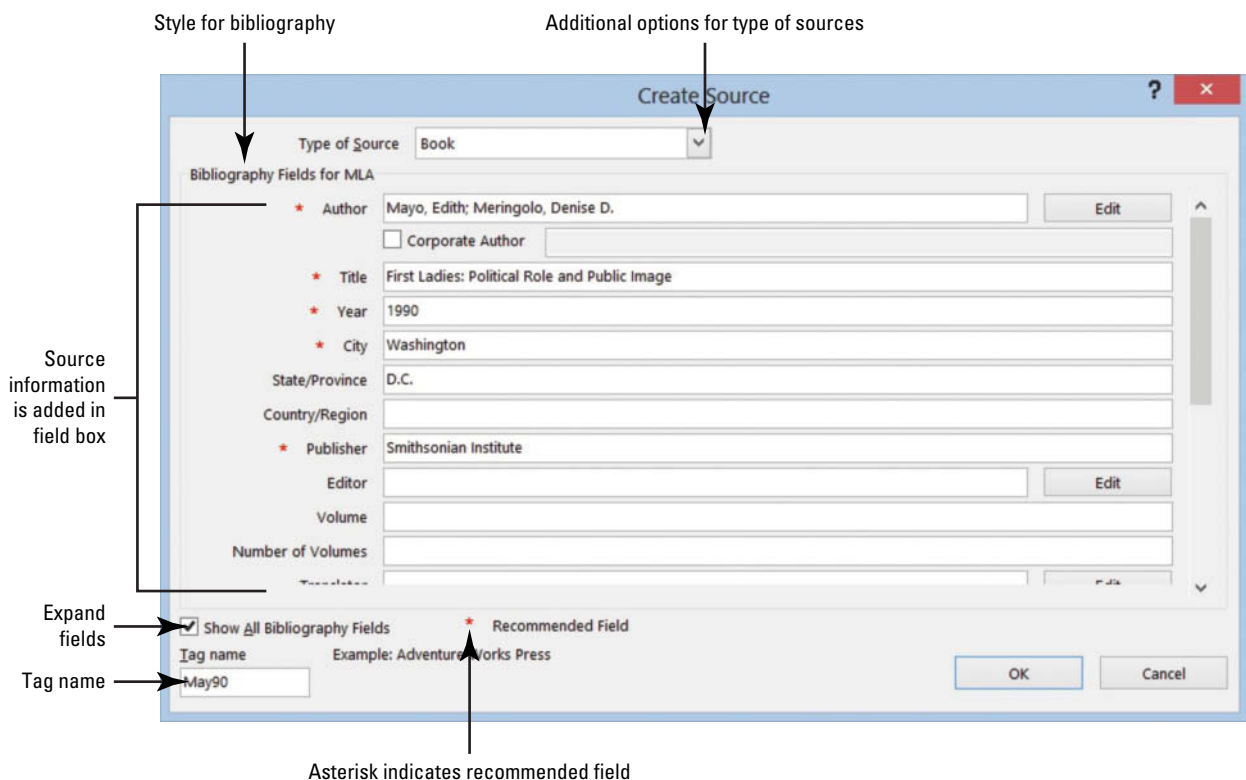 Style for bibliography
Additional options for type of sources
Create Source
?
Type of Source
Book
Bibliography Fields for MLA
* Author
Mayo, Edith; Meringolo, Denise D.
Edit
Corporate Author
* Title
First Ladies: Political Role and Public Image
* Year
1990
* City
Washington
Source
information
is added in
field box
State/Province
D.C.
Country/Region
* Publisher
Smithsonian Institute
Editor
Edit
Volume
Number of Volumes
Translator
Edit
Expand
fields
Show All Bibliography Fields
* Recommended Field
Tag name
Example: Adventure Works Press
Tag name
May90
OK
Cancel
Asterisk indicates recommended field